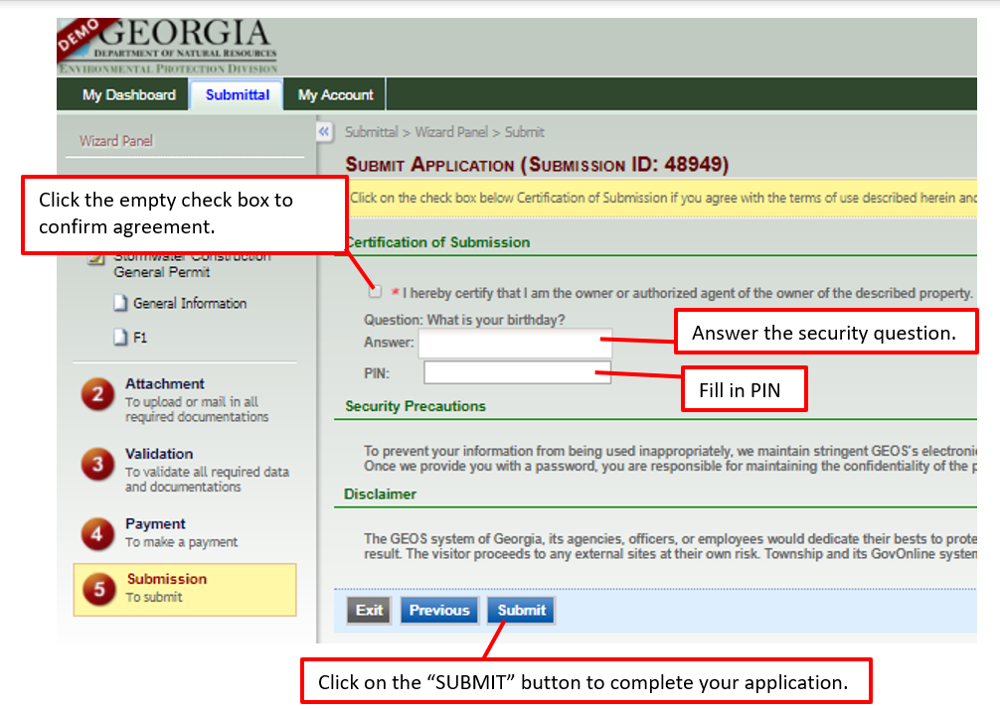 DEMO
GEORGIA
DEPARTMENT OF NATURAL RESOURCES
ENVIRONMENTAL PROTECTION DIVISION
My Dashboard
Submittal
My Account
Wizard Panel
Submittal > Wizard Panel > Submit
SUBMIT APPLICATION (SUBMISSION ID: 48949)
Click on the check box below Certification of Submission if you agree with the terms of use described herein and
Click the empty check box to
confirm agreement.
Certification of Submission
Stormwater Construction
General Permit
General Information
F1
* I hereby certify that I am the owner or authorized agent of the owner of the described property.
Question: What is your birthday?
Answer:
Answer the security question.
PIN:
Fill in PIN
2
Attachment
To upload or mail in all
required documentations
3
Validation
To validate all required data
and documentations
4
Payment
To make a payment
5
Submission
To submit
Security Precautions
To prevent your information from being used inappropriately, we maintain stringent GEOS's
Once we provide you with a password, you are responsible for maintaining the confidentiality of the
Disclaimer
The GEOS system of Georgia, its agencies, officers, or employees would dedicate their bests to
result. The visitor proceeds to any external sites at their own risk. Township and its GovOnline
Exit
Previous
Submit
Click on the “SUBMIT” button to complete your application.